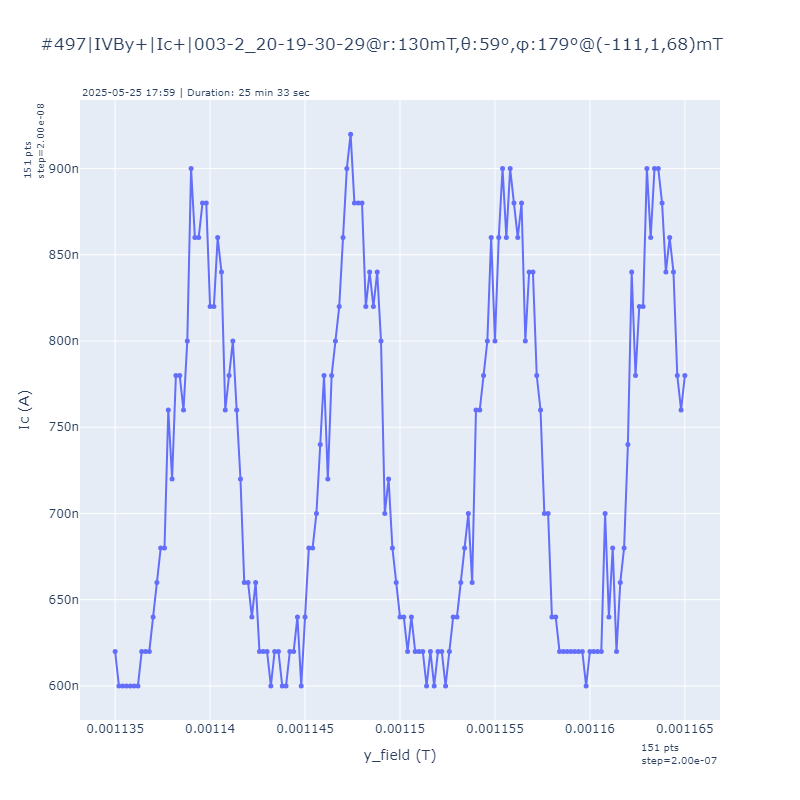 #497|IVBy+|Ic+|003-2_20-19-30-29@r:130mT,θ:59°,φ:179°@(-111,1,68)mT
2025-05-25 17:59 | Duration: 25 min 33 sec
151 pts
step=2.00e-08
900n
850n
800n
750n
700n
650n
600n
Ic (A)
0.001135
0.00114
0.001145
0.00115
0.001155
0.00116
0.001165
y_field (T)
151 pts
step=2.00e-07